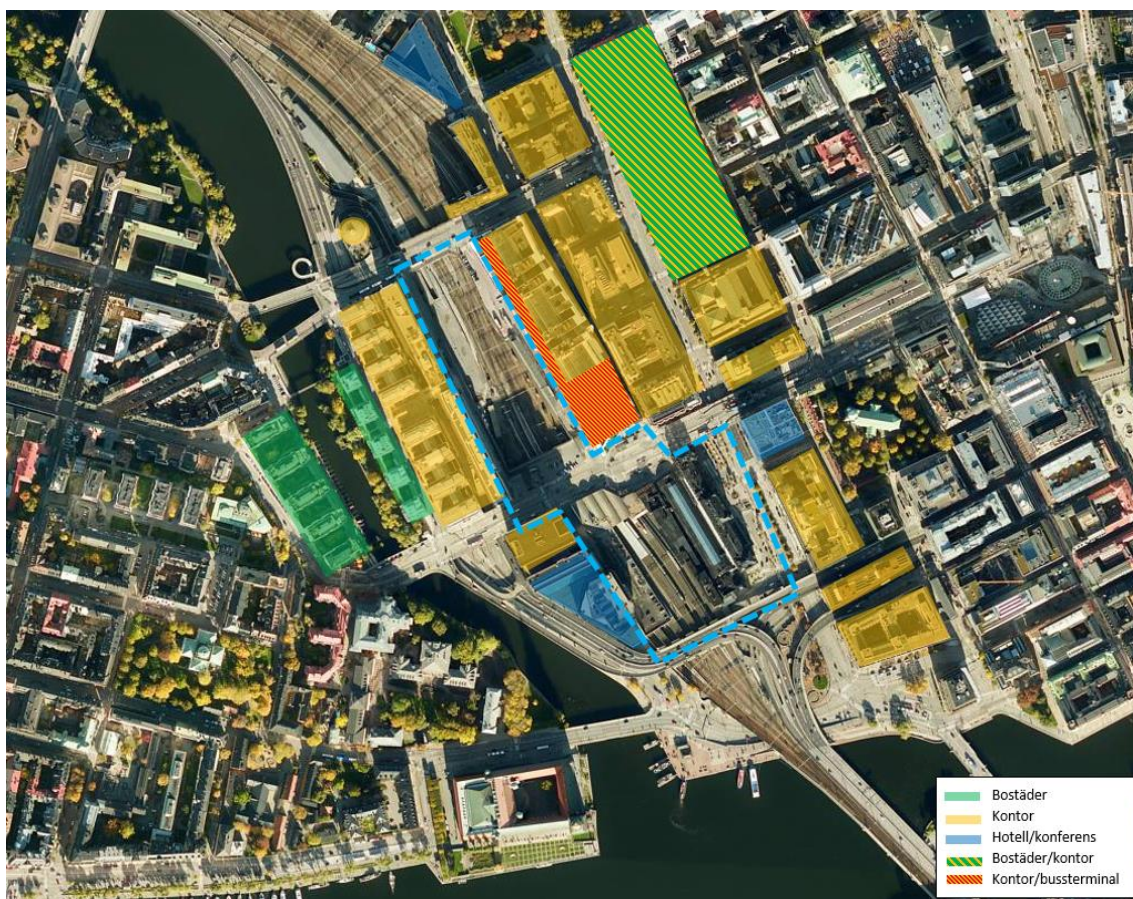 Bostäder
Kontor
Hotell/konferens
Bostäder/kontor
Kontor/bussterminal